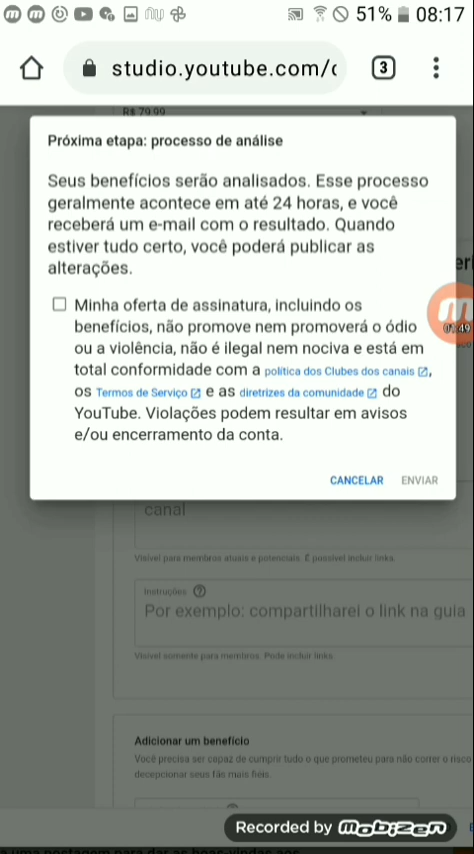 51% 08:17
studio.youtube.com/c
3
R$ 79,99
Próxima etapa: processo de análise
Seus benefícios serão analisados. Esse processo
geralmente acontece em até 24 horas, e você
receberá um e-mail com o resultado. Quando
estiver tudo certo, você poderá publicar as
alterações.
Minha oferta de assinatura, incluindo os
benefícios, não promove nem promoverá o ódio
ou a violência, não é ilegal nem nociva e está em
total conformidade com a política dos Clubes dos canais,
os Termos de Serviço e as diretrizes da comunidade do
YouTube. Violações podem resultar em avisos
e/ou encerramento da conta.
CANCELAR ENVIAR
canal
Visível para membros atuais e potenciais. É possível incluir links.
Instruções
Por exemplo: compartilharei o link na guia
Visível somente para membros. Pode incluir links.
Adicionar um benefício
Você precisa ser capaz de cumprir tudo o que prometeu para não correr o risco
decepcionar seus fãs mais fiéis.
Recorded by Mobizen